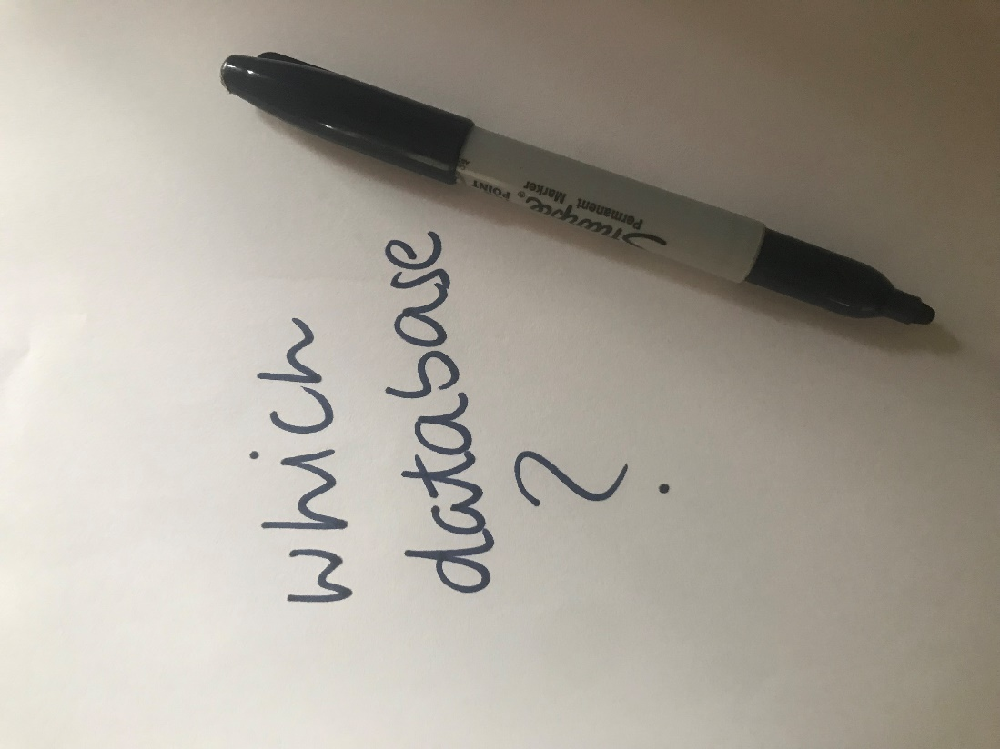 which
database
?
Sharpie®
Permanent Marker
POINT